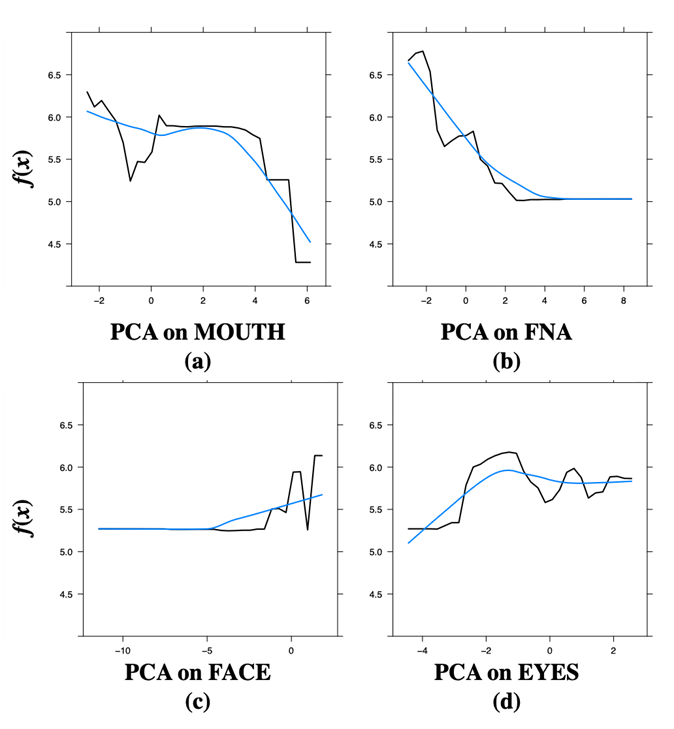 f(x)
6.5
6.0
5.5
5.0
4.5
−2 0 2 4 6
PCA on MOUTH
(a)
6.5
6.0
5.5
5.0
4.5
−2 0 2 4 6 8
PCA on FNA
(b)
f(x)
6.5
6.0
5.5
5.0
4.5
−10 −5 0
PCA on FACE
(c)
6.5
6.0
5.5
5.0
4.5
−4 −2 0 2
PCA on EYES
(d)